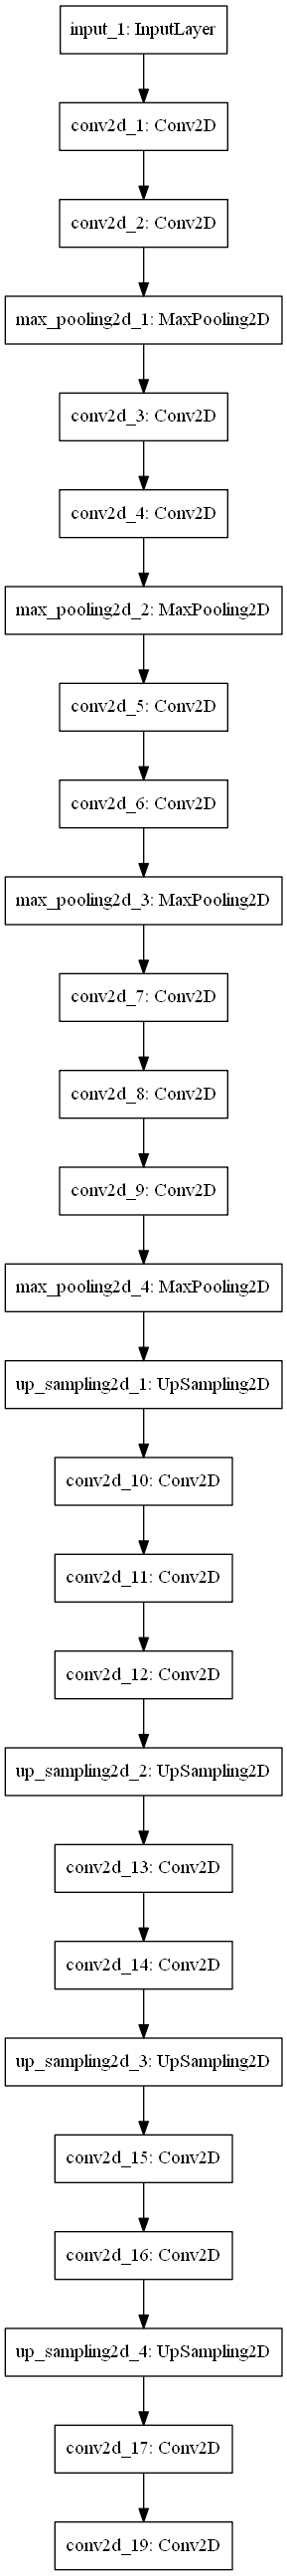 input_1: InputLayer
conv2d_1: Conv2D
conv2d_2: Conv2D
max_pooling2d_1: MaxPooling2D
conv2d_3: Conv2D
conv2d_4: Conv2D
max_pooling2d_2: MaxPooling2D
conv2d_5: Conv2D
conv2d_6: Conv2D
max_pooling2d_3: MaxPooling2D
conv2d_7: Conv2D
conv2d_8: Conv2D
conv2d_9: Conv2D
max_pooling2d_4: MaxPooling2D
up_sampling2d_1: UpSampling2D
conv2d_10: Conv2D
conv2d_11: Conv2D
conv2d_12: Conv2D
up_sampling2d_2: UpSampling2D
conv2d_13: Conv2D
conv2d_14: Conv2D
up_sampling2d_3: UpSampling2D
conv2d_15: Conv2D
conv2d_16: Conv2D
up_sampling2d_4: UpSampling2D
conv2d_17: Conv2D
conv2d_19: Conv2D